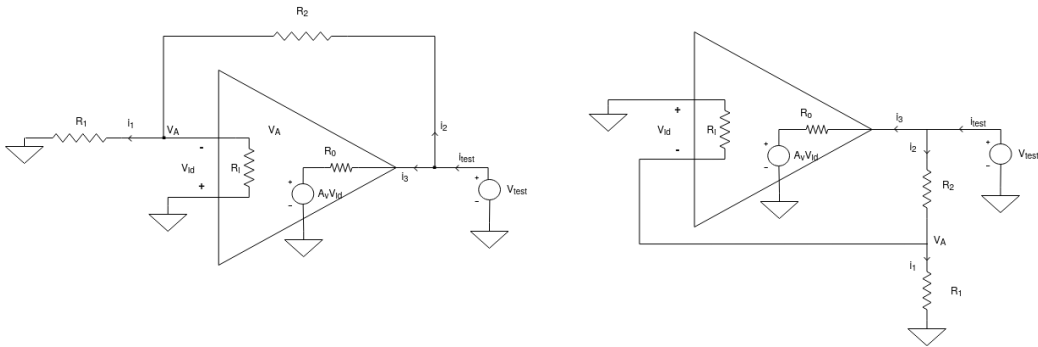 R2
R1
i1
VA
VA
i2
-
VId
+
RI
R0
+
-
AvVId
i3
itest
+
-
Vtest
+
VId
-
RI
R0
+
-
AvVId
i3
itest
i2
+
-
Vtest
R2
VA
i1
R1